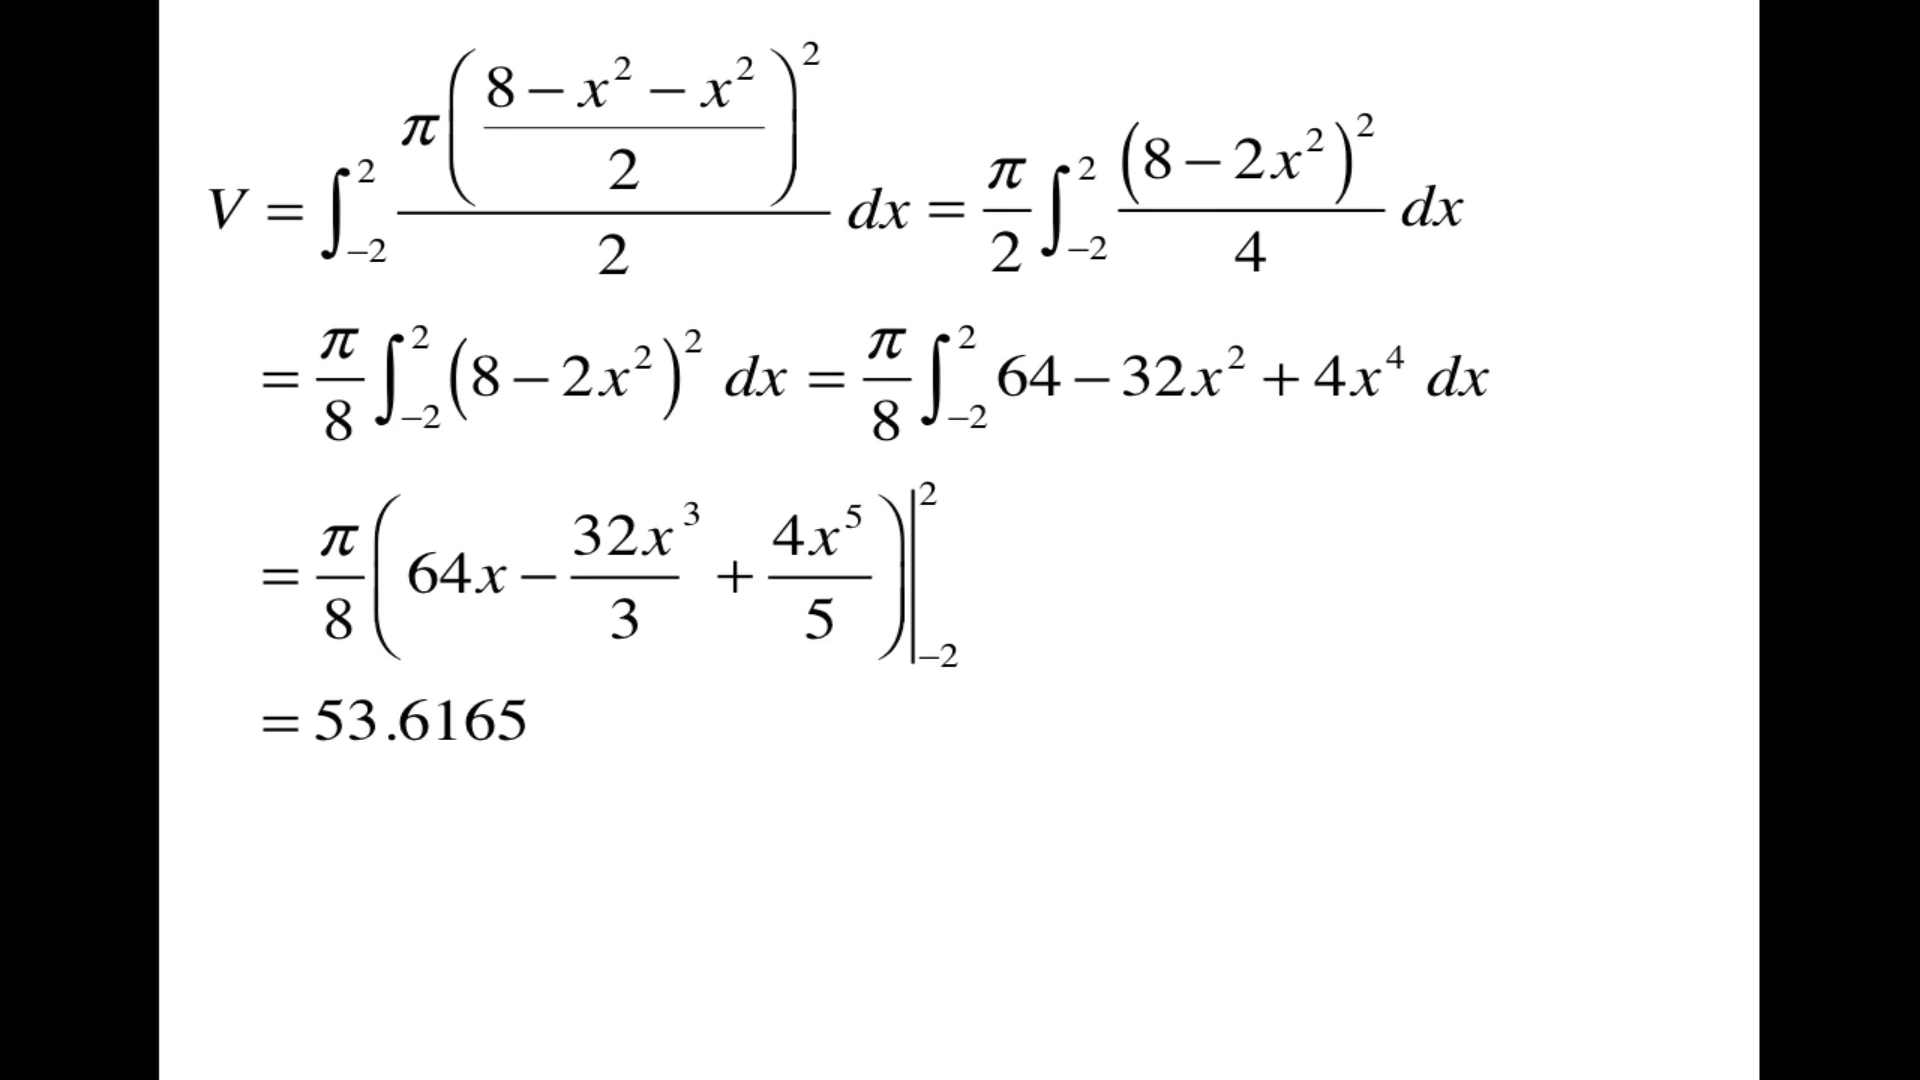 V = ∫_{-2}^{2} π((8 − x² − x²)/2)² / 2 dx = π/2 ∫_{-2}^{2} (8 − 2x²)² / 4 dx
= π/8 ∫_{-2}^{2} (8 − 2x²)² dx = π/8 ∫_{-2}^{2} 64 − 32x² + 4x⁴ dx
= π/8 (64x − 32x³/3 + 4x⁵/5)|_{-2}^{2}
= 53.6165